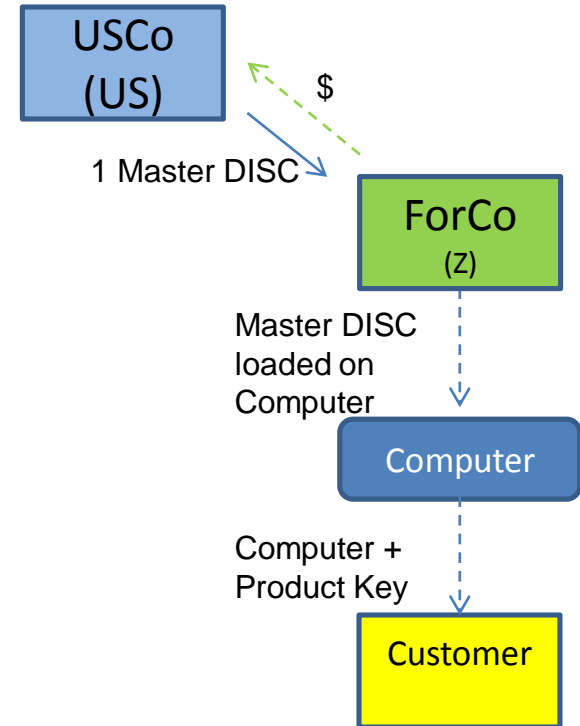 USCo
(US)
$
1 Master DISC
ForCo
(Z)
Master DISC
loaded on
Computer
Computer
Computer +
Product Key
Customer